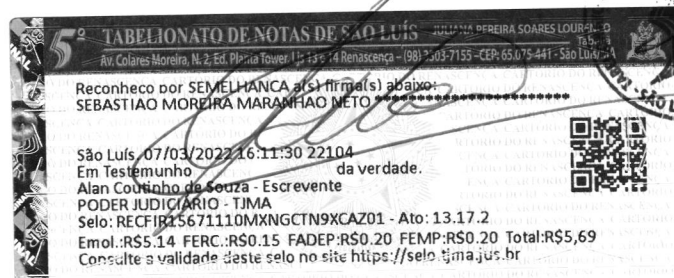 5º TABELIONATO DE NOTAS DE SÃO LUÍS JULIANA PEREIRA SOARES
Av. Colares Moreira, N. 2, Ed. Planta Tower, Renascença - (98) 3303-7155 - CEP: 65.075-441 - São Luís/MA
Reconheço por SEMELHANCA a(s) firma(s) abaixo:
SEBASTIAO MOREIRA MARANHAO NETO
São Luís, 07/03/2022 16:11:30 22104
Em Testemunho da verdade.
Alan Coutinho de Souza - Escrevente
PODER JUDICIÁRIO - TJMA
Selo: RECFIR15671110MXNGCTN9XCAZ01 - Ato: 13.17.2
Emol.:R$5.14 FERC.:R$0.15 FADEP:R$0.20 FEMP:R$0.20 Total:R$5,69
Consulte a validade deste selo no site https://selo.tjma.jus.br